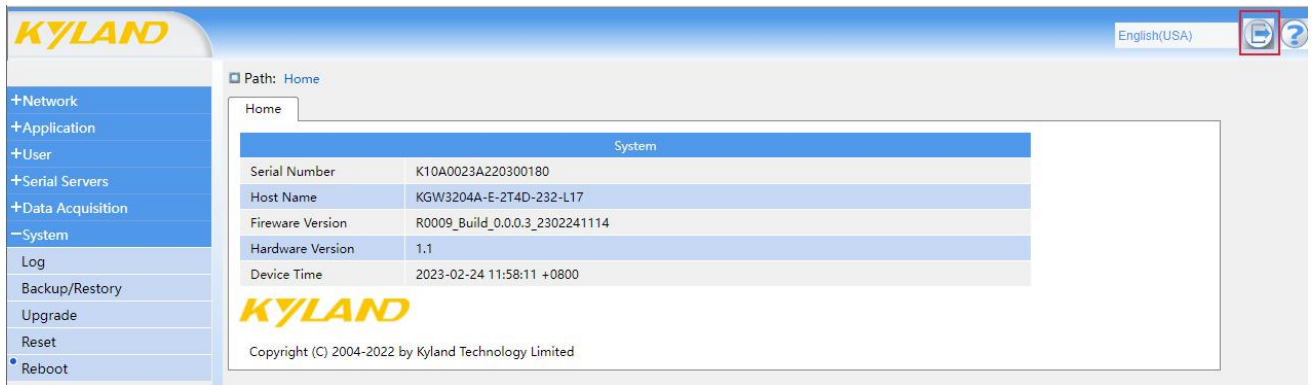 KYLAND
English(USA)
Path: Home
+Network
+Application
+User
+Serial Servers
+Data Acquisition
−System
Log
Backup/Restory
Upgrade
Reset
Reboot
Home
System
Serial Number K10A0023A220300180
Host Name KGW3204A-E-2T4D-232-L17
Fireware Version R0009_Build_0.0.0.3_2302241114
Hardware Version 1.1
Device Time 2023-02-24 11:58:11 +0800
KYLAND
Copyright (C) 2004-2022 by Kyland Technology Limited